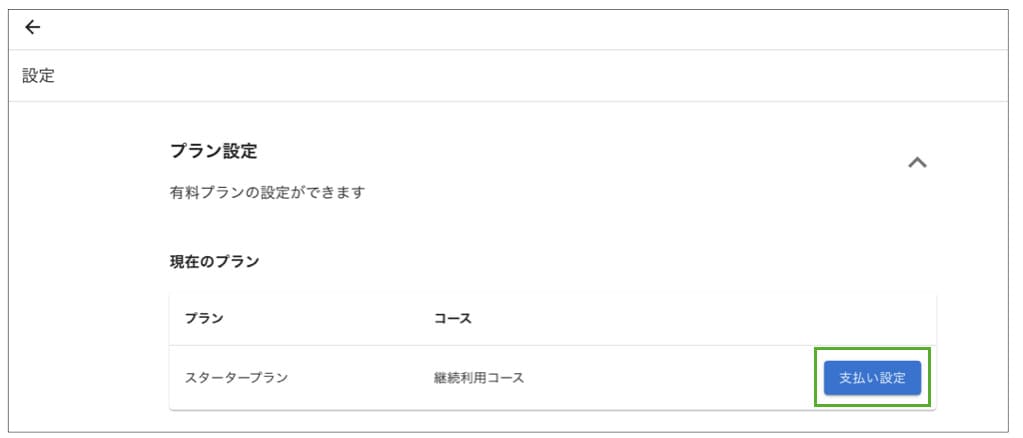 設定
プラン設定
有料プランの設定ができます
現在のプラン
プラン コース
スタータープラン 継続利用コース 支払い設定